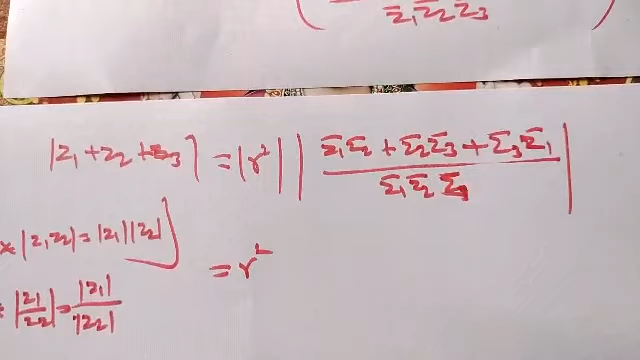 z̄₁z̄₂z̄₃
|z₁+z₂+z₃| = |r²| | (z̄₁z̄₂ + z̄₂z̄₃ + z̄₃z̄₁) / (z̄₁z̄₂z̄₃) |
* |z₁z₂| = |z₁||z₂|
= r²
* |z₁/z₂| = |z₁|/|z₂|